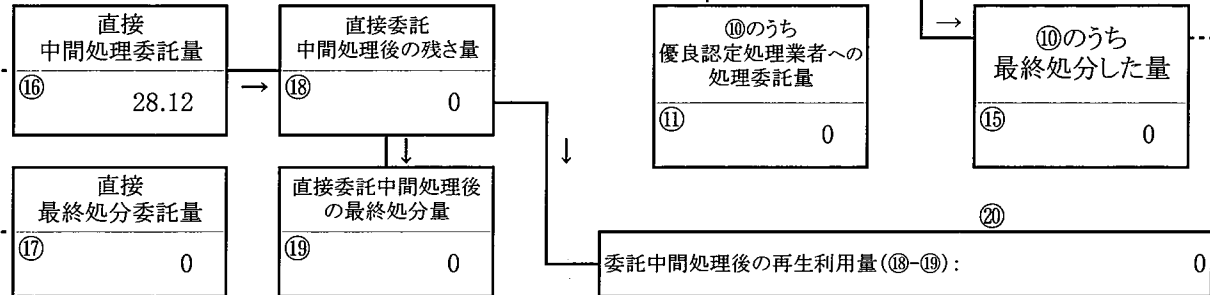 直接
中間処理委託量
⑯
28.12
→
直接委託
中間処理後の残さ量
⑱
0
⑩のうち
優良認定処理業者への
処理委託量
⑪
0
→
⑩のうち
最終処分した量
⑮
0
↓
↓
直接
最終処分委託量
⑰
0
直接委託中間処理後
の最終処分量
⑲
0
⑳
委託中間処理後の再生利用量(⑱-⑲):
0